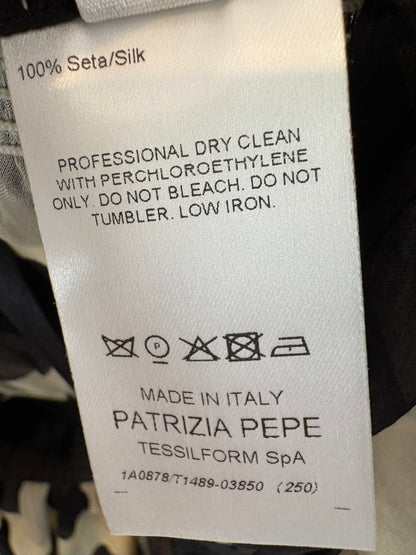 100% Seta/Silk
PROFESSIONAL DRY CLEAN
WITH PERCHLOROETHYLENE
ONLY. DO NOT BLEACH. DO NOT
TUMBLER. LOW IRON.
P
MADE IN ITALY
PATRIZIA PEPE
TESSILFORM SpA
1A0878/T1489-03850 (250)